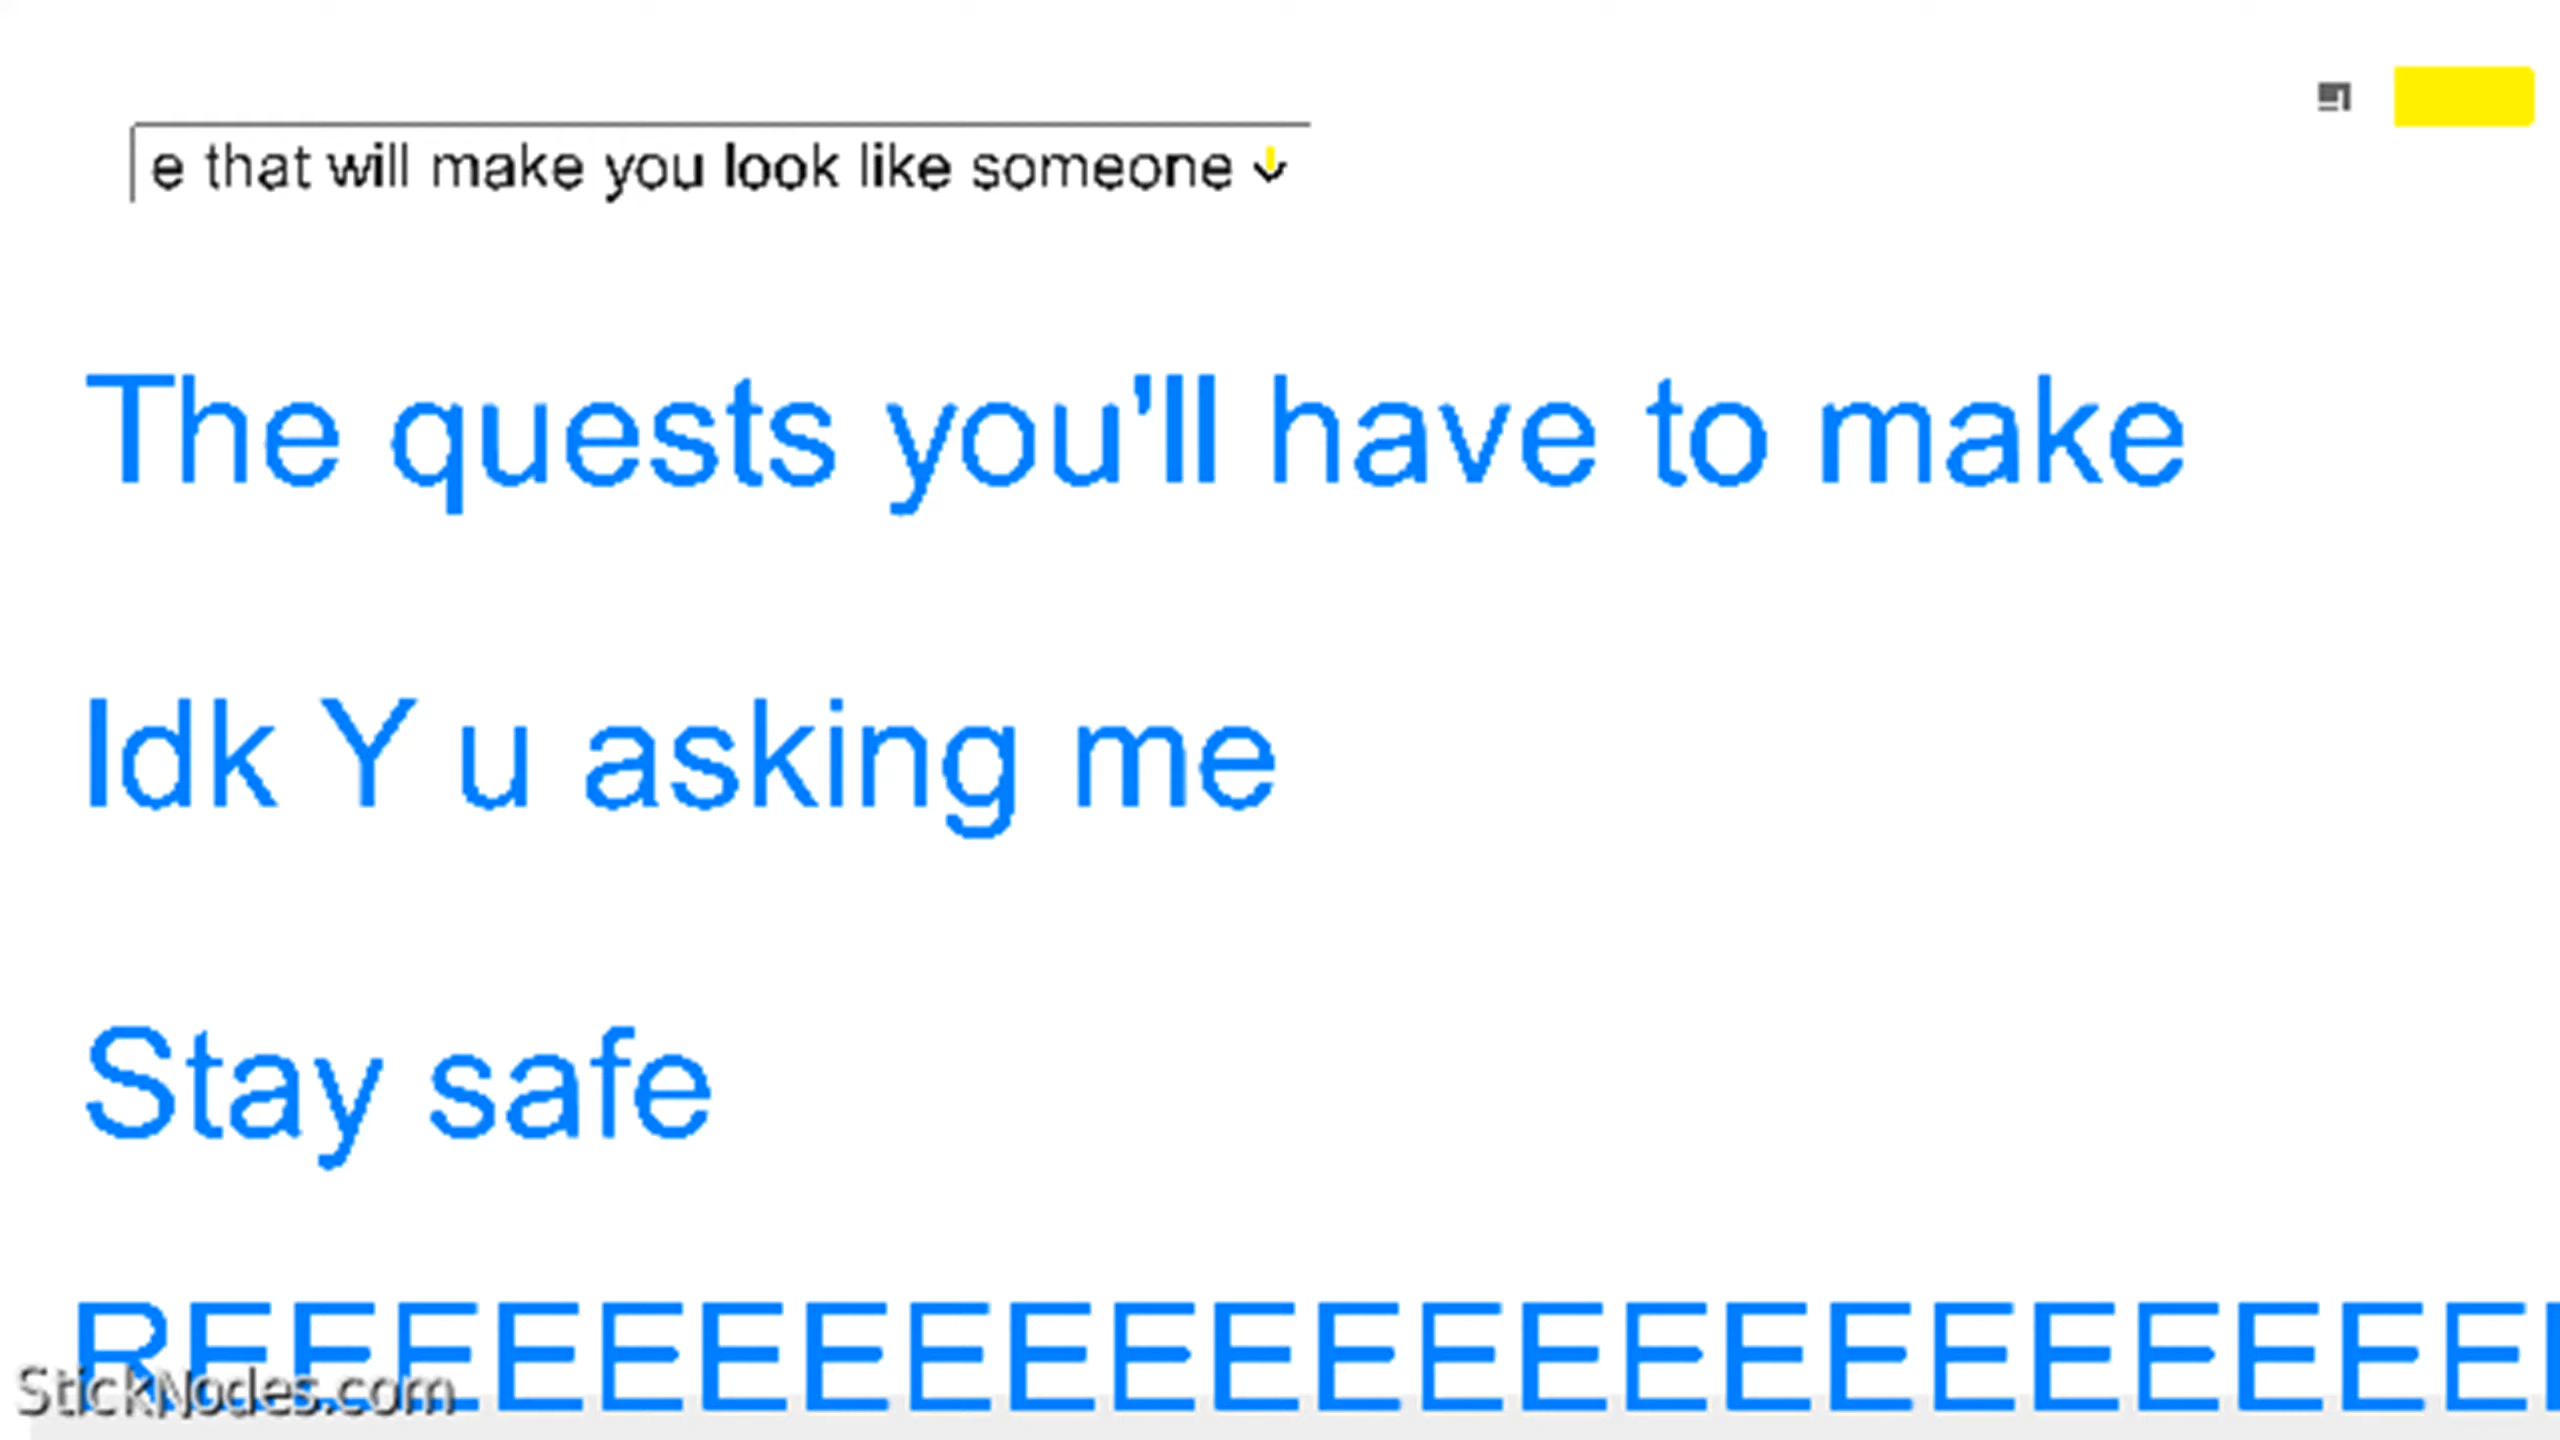 e that will make you look like someone
The quests you'll have to make
Idk Y u asking me
Stay safe
REEEEEEEEEEEEEEEEEEEEEEEE
StickNodes.com